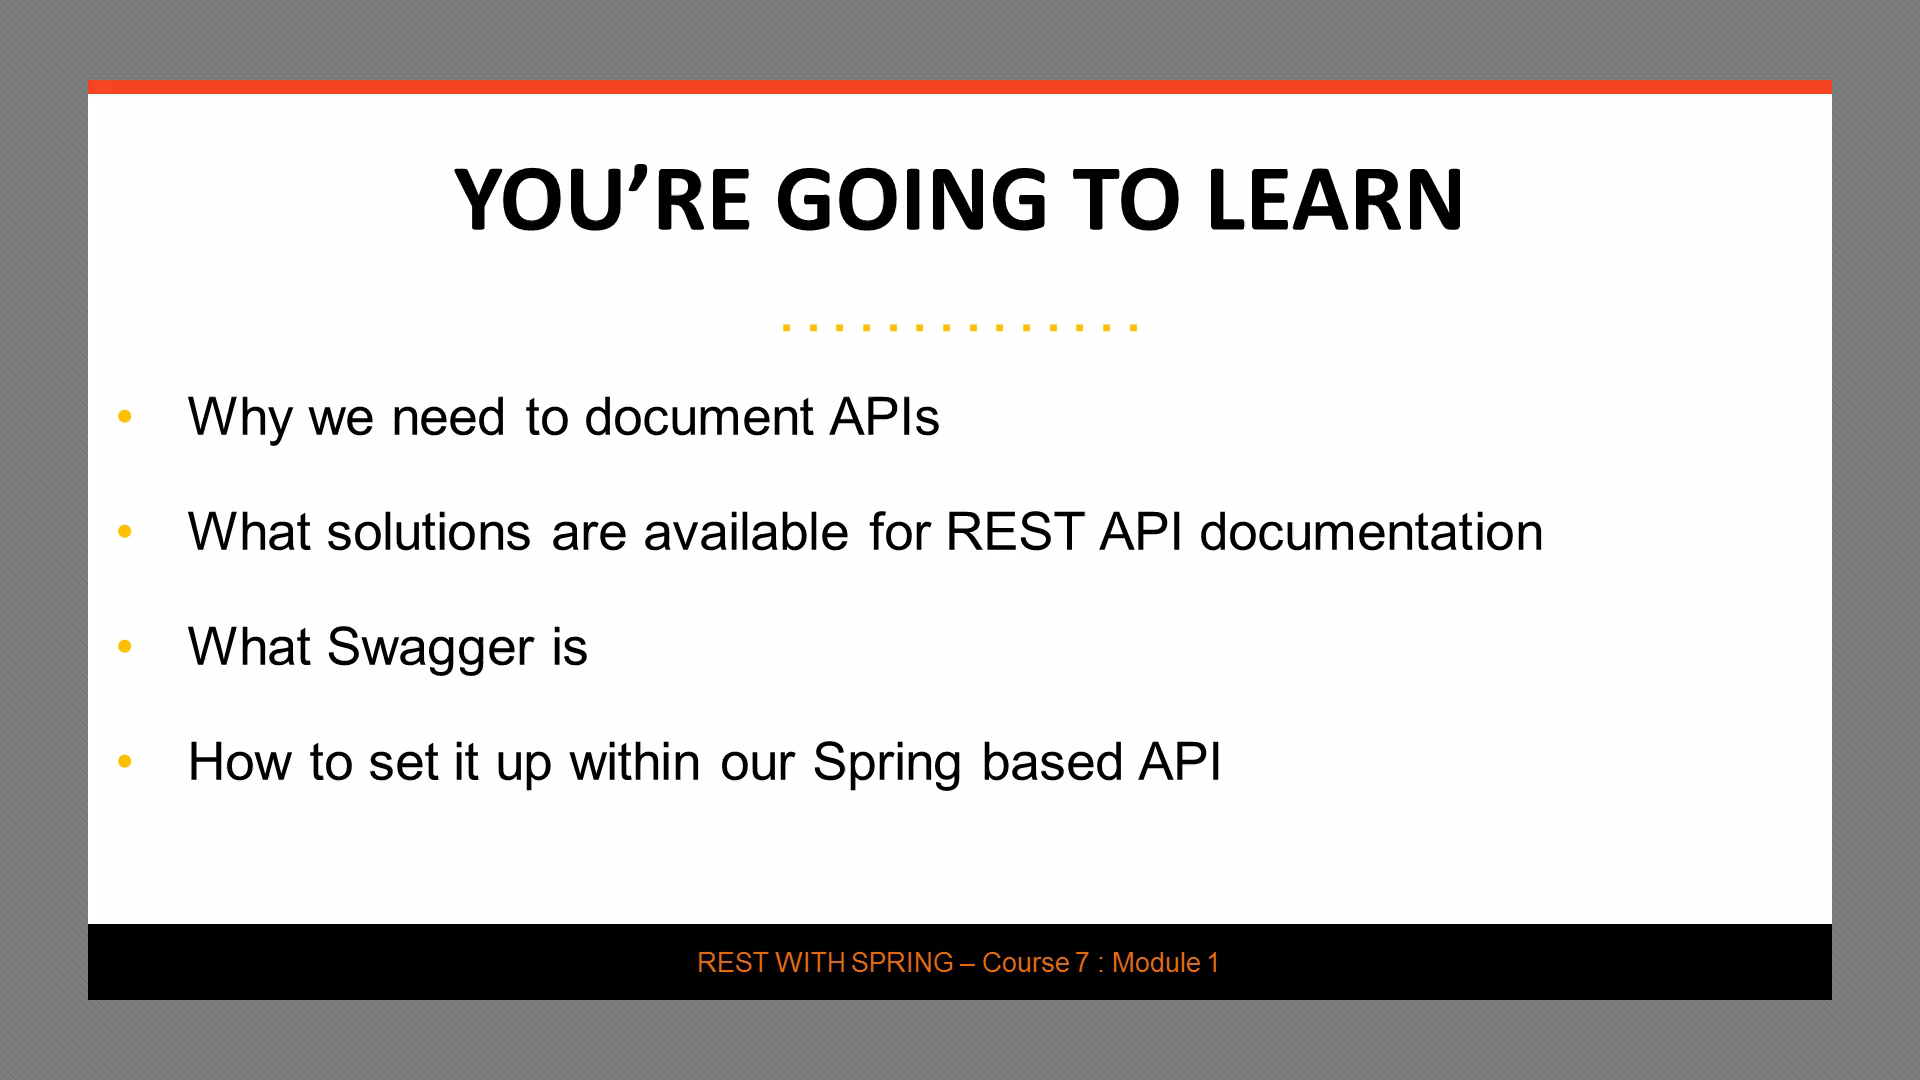 YOU’RE GOING TO LEARN
• Why we need to document APIs
• What solutions are available for REST API documentation
• What Swagger is
• How to set it up within our Spring based API
REST WITH SPRING – Course 7 : Module 1